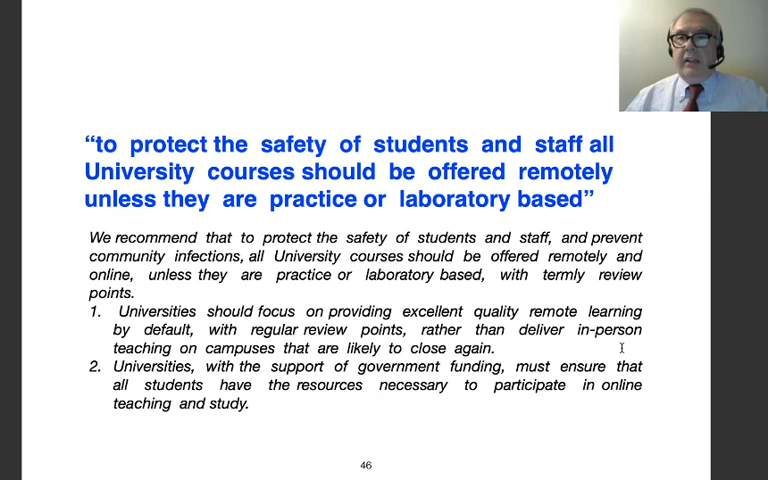 “to protect the safety of students and staff all
University courses should be offered remotely
unless they are practice or laboratory based”
We recommend that to protect the safety of students and staff, and prevent
community infections, all University courses should be offered remotely and
online, unless they are practice or laboratory based, with termly review
points.
1. Universities should focus on providing excellent quality remote learning
by default, with regular review points, rather than deliver in-person
teaching on campuses that are likely to close again.
2. Universities, with the support of government funding, must ensure that
all students have the resources necessary to participate in online
teaching and study.
46